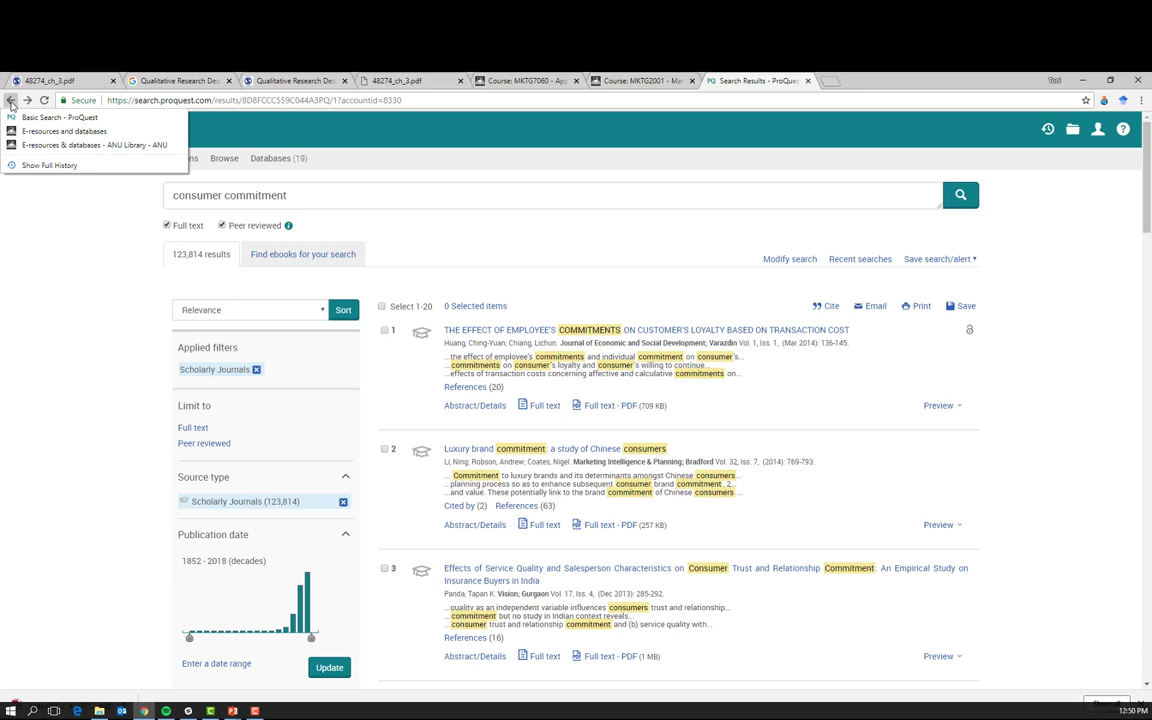 48274_ch_3.pdf
Qualitative Research Des
Qualitative Research Des
48274_ch_3.pdf
Course: MKTG7060 - App
Course: MKTG2001 - Ma
PQ Search Results - ProQues
Secure https://search.proquest.com/results/8D8FCCC559C044A3PQ/1?accountid=8330
PQ Basic Search - ProQuest
E-resources and databases
E-resources & databases - ANU Library - ANU
Show Full History
ns Browse Databases (19)
consumer commitment
Full text Peer reviewed
123,814 results Find ebooks for your search
Modify search Recent searches Save search/alert
Relevance Sort
Select 1-20 0 Selected items Cite Email Print Save
Applied filters
Scholarly Journals
Limit to
Full text
Peer reviewed
Source type
Scholarly Journals (123,814)
Publication date
1852 - 2018 (decades)
Enter a date range Update
1 THE EFFECT OF EMPLOYEE'S COMMITMENTS ON CUSTOMER'S LOYALTY BASED ON TRANSACTION COST
Huang, Ching-Yuan; Chiang, Lichun. Journal of Economic and Social Development; Varazdin Vol. 1, Iss. 1, (Mar 2014): 136-145.
...the effect of employee's commitments and individual commitment on consumer's...
...commitments on consumer's loyalty and consumer's willing to continue...
...effects of transaction costs concerning affective and calculative commitments on...
References (20)
Abstract/Details Full text Full text - PDF (709 KB) Preview
2 Luxury brand commitment: a study of Chinese consumers
Li, Ning; Robson, Andrew; Coates, Nigel. Marketing Intelligence & Planning; Bradford Vol. 32, Iss. 7, (2014): 769-793.
... Commitment to luxury brands and its determinants amongst Chinese consumers...
...planning process so as to enhance subsequent consumer brand commitment. 2...
...and value. These potentially link to the brand commitment of Chinese consumers...
Cited by (2) References (63)
Abstract/Details Full text Full text - PDF (257 KB) Preview
3 Effects of Service Quality and Salesperson Characteristics on Consumer Trust and Relationship Commitment: An Empirical Study on
Insurance Buyers in India
Panda, Tapan K. Vision; Gurgaon Vol. 17, Iss. 4, (Dec 2013): 285-292.
...quality as an independent variable influences consumers trust and relationship...
...commitment but no study in Indian context reveals...
...consumer trust and relationship commitment and (b) service quality with...
References (16)
Abstract/Details Full text Full text - PDF (1 MB) Preview
Show all
12:50 PM